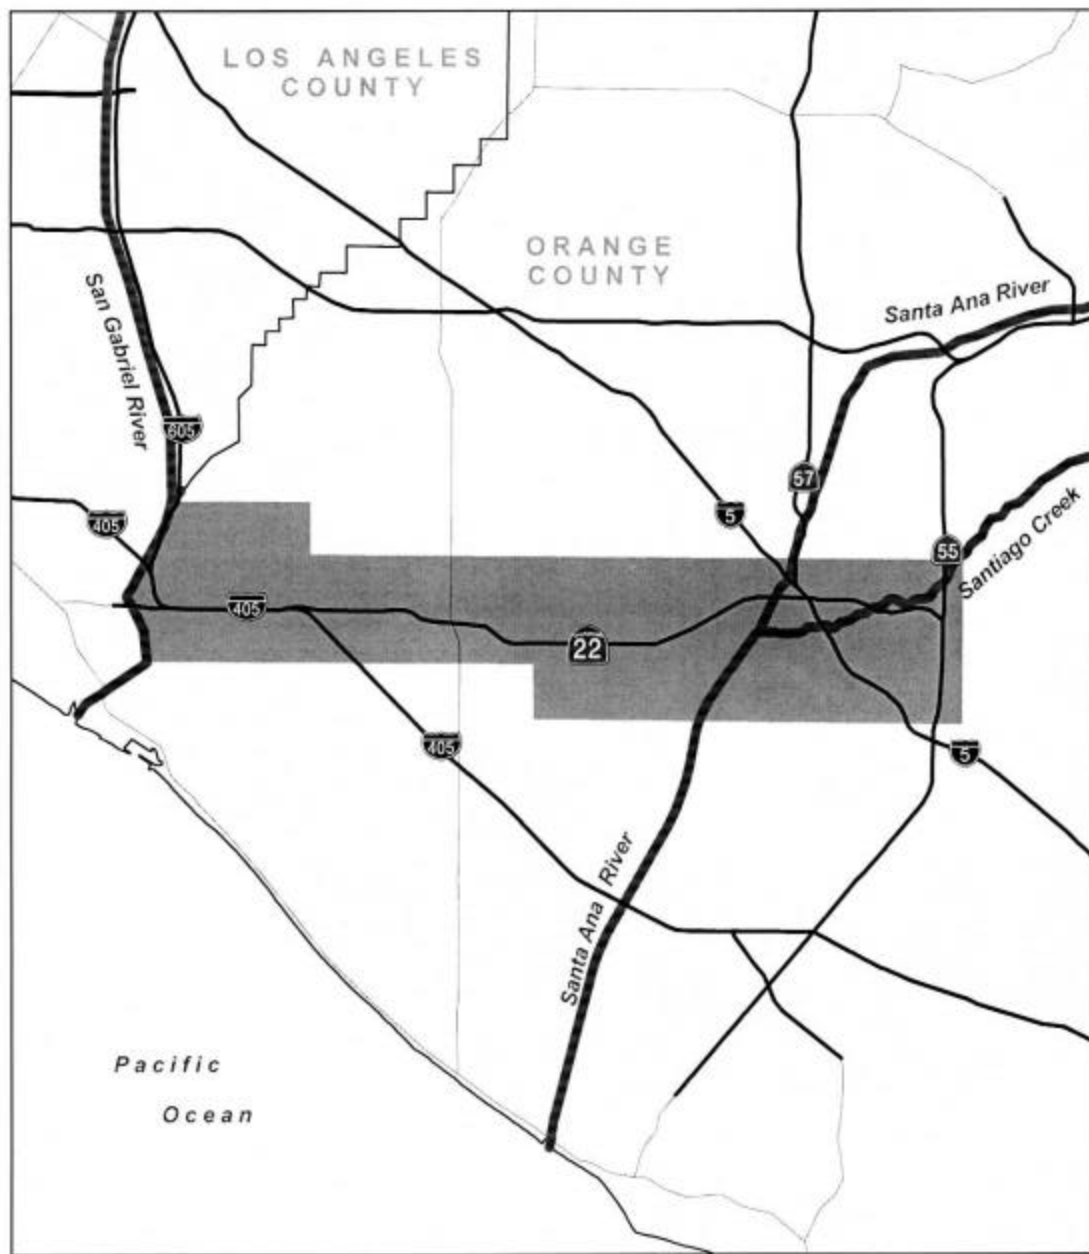 LOS ANGELES
COUNTY
ORANGE
COUNTY
San Gabriel River
Santa Ana River
605
57
405
5
55
Santiago Creek
405
22
405
5
Santa Ana River
Pacific
Ocean